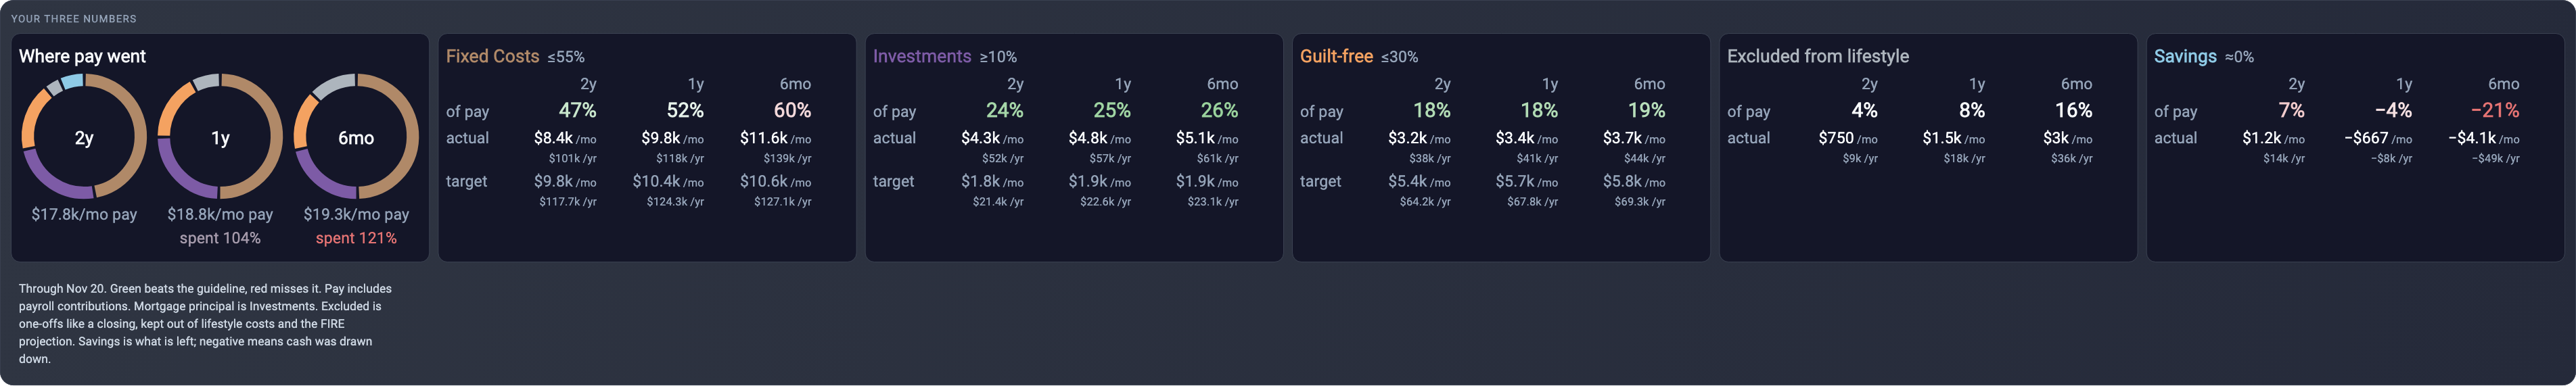 YOUR THREE NUMBERS
Where pay went
2y
1y
6mo
$17.8k/mo pay
$18.8k/mo pay
$19.3k/mo pay
spent 104%
spent 121%
Fixed Costs ≤55%
2y 1y 6mo
of pay 47% 52% 60%
actual $8.4k /mo $9.8k /mo $11.6k /mo
$101k /yr $118k /yr $139k /yr
target $9.8k /mo $10.4k /mo $10.6k /mo
$117.7k /yr $124.3k /yr $127.1k /yr
Investments ≥10%
2y 1y 6mo
of pay 24% 25% 26%
actual $4.3k /mo $4.8k /mo $5.1k /mo
$52k /yr $57k /yr $61k /yr
target $1.8k /mo $1.9k /mo $1.9k /mo
$21.4k /yr $22.6k /yr $23.1k /yr
Guilt-free ≤30%
2y 1y 6mo
of pay 18% 18% 19%
actual $3.2k /mo $3.4k /mo $3.7k /mo
$38k /yr $41k /yr $44k /yr
target $5.4k /mo $5.7k /mo $5.8k /mo
$64.2k /yr $67.8k /yr $69.3k /yr
Excluded from lifestyle
2y 1y 6mo
of pay 4% 8% 16%
actual $750 /mo $1.5k /mo $3k /mo
$9k /yr $18k /yr $36k /yr
Savings ≈0%
2y 1y 6mo
of pay 7% −4% −21%
actual $1.2k /mo −$667 /mo −$4.1k /mo
$14k /yr −$8k /yr −$49k /yr
Through Nov 20. Green beats the guideline, red misses it. Pay includes
payroll contributions. Mortgage principal is Investments. Excluded is
one-offs like a closing, kept out of lifestyle costs and the FIRE
projection. Savings is what is left; negative means cash was drawn
down.